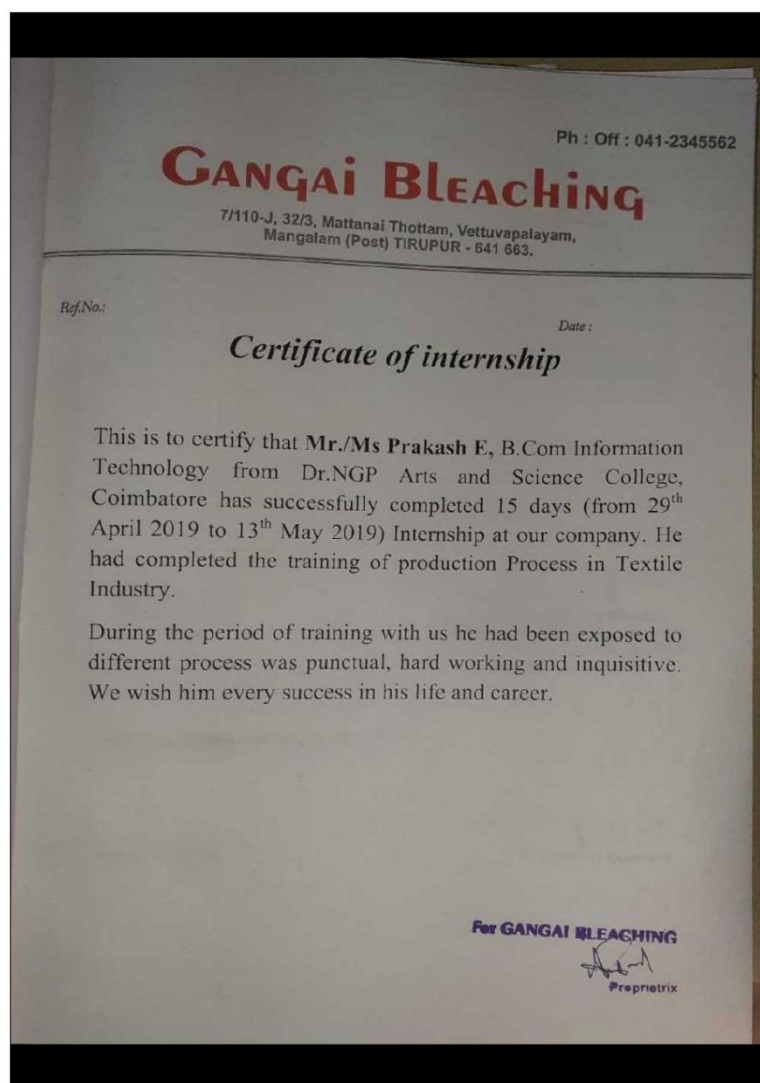 Ph : Off : 041-2345562
GANGAi BLEAChiNG
7/110-J, 32/3, Mattanai Thottam, Vettuvapalayam,
Mangalam (Post) TIRUPUR - 641 663.
Ref.No.:
Date :
Certificate of internship
This is to certify that Mr./Ms Prakash E, B.Com Information
Technology from Dr.NGP Arts and Science College,
Coimbatore has successfully completed 15 days (from 29th
April 2019 to 13th May 2019) Internship at our company. He
had completed the training of production Process in Textile
Industry.
During the period of training with us he had been exposed to
different process was punctual, hard working and inquisitive.
We wish him every success in his life and career.
For GANGAI BLEACHING
Proprietrix